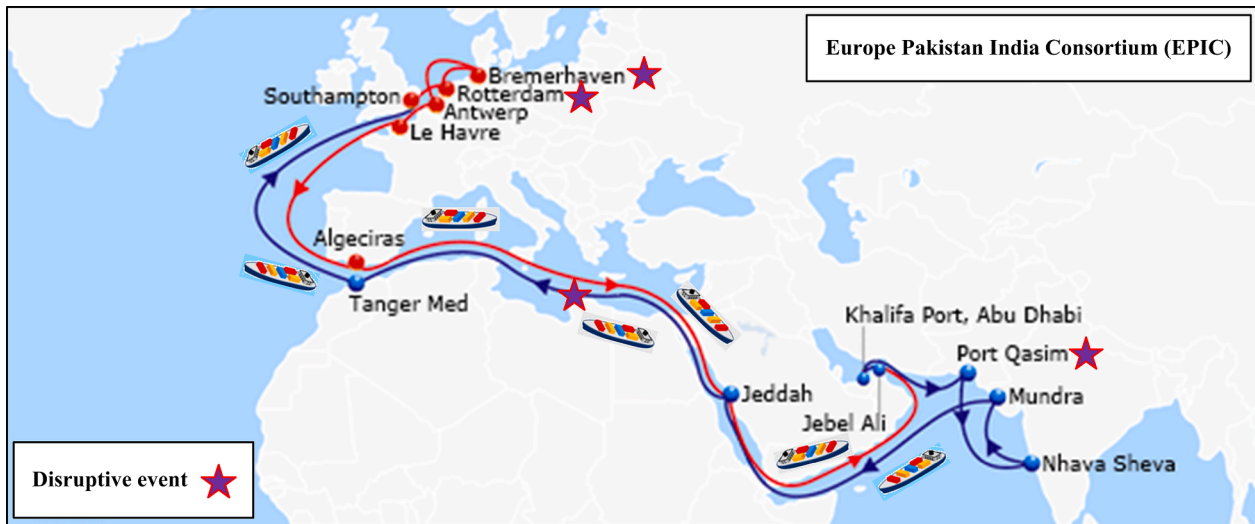 Europe Pakistan India Consortium (EPIC)
Bremerhaven
Rotterdam
Southampton
Antwerp
Le Havre
Algeciras
Tanger Med
Khalifa Port, Abu Dhabi
Port Qasim
Jeddah
Mundra
Jebel Ali
Nhava Sheva
Disruptive event